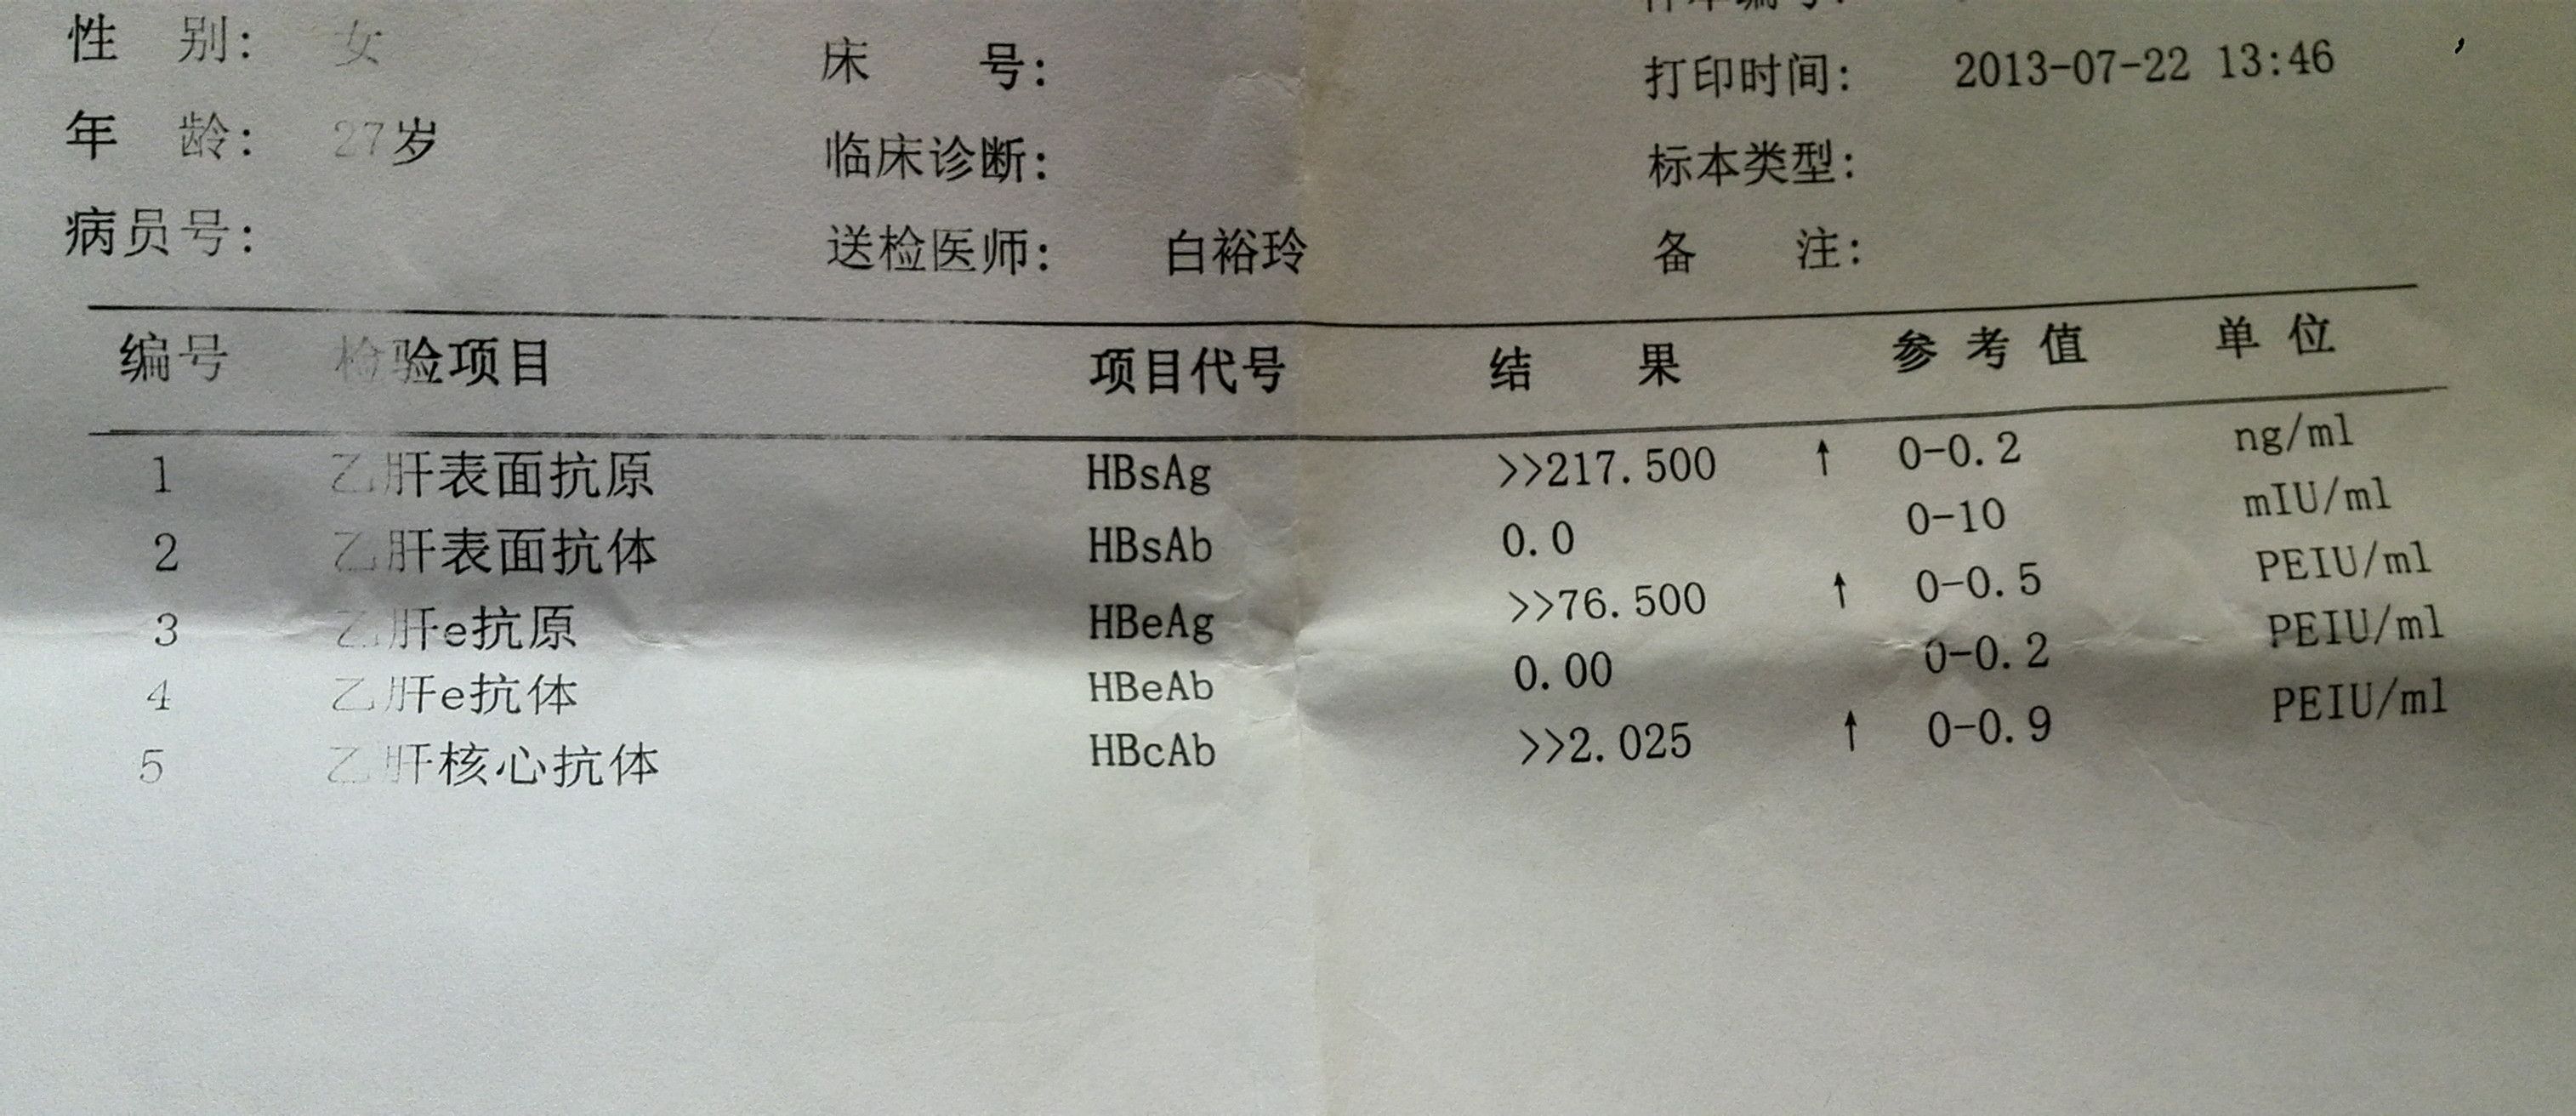 性 别: 女 床 号: 打印时间: 2013-07-22 13:46
年 龄: 27岁 临床诊断: 标本类型:
病员号: 送检医师: 白裕玲 备 注:
编号 检验项目 项目代号 结 果 参考值 单位
1 乙肝表面抗原 HBsAg >>217.500 ↑ 0-0.2 ng/ml
2 乙肝表面抗体 HBsAb 0.0 0-10 mIU/ml
3 乙肝e抗原 HBeAg >>76.500 ↑ 0-0.5 PEIU/ml
4 乙肝e抗体 HBeAb 0.00 0-0.2 PEIU/ml
5 乙肝核心抗体 HBcAb >>2.025 ↑ 0-0.9 PEIU/ml